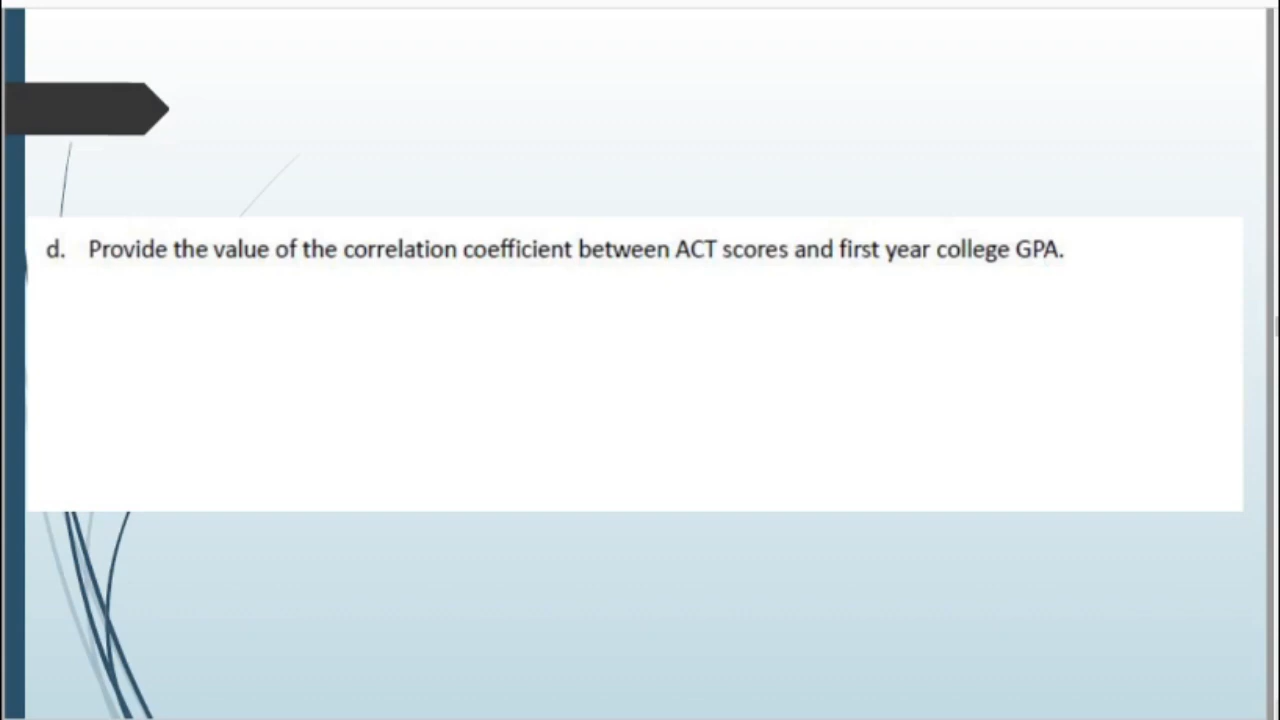 d. Provide the value of the correlation coefficient between ACT scores and first year college GPA.